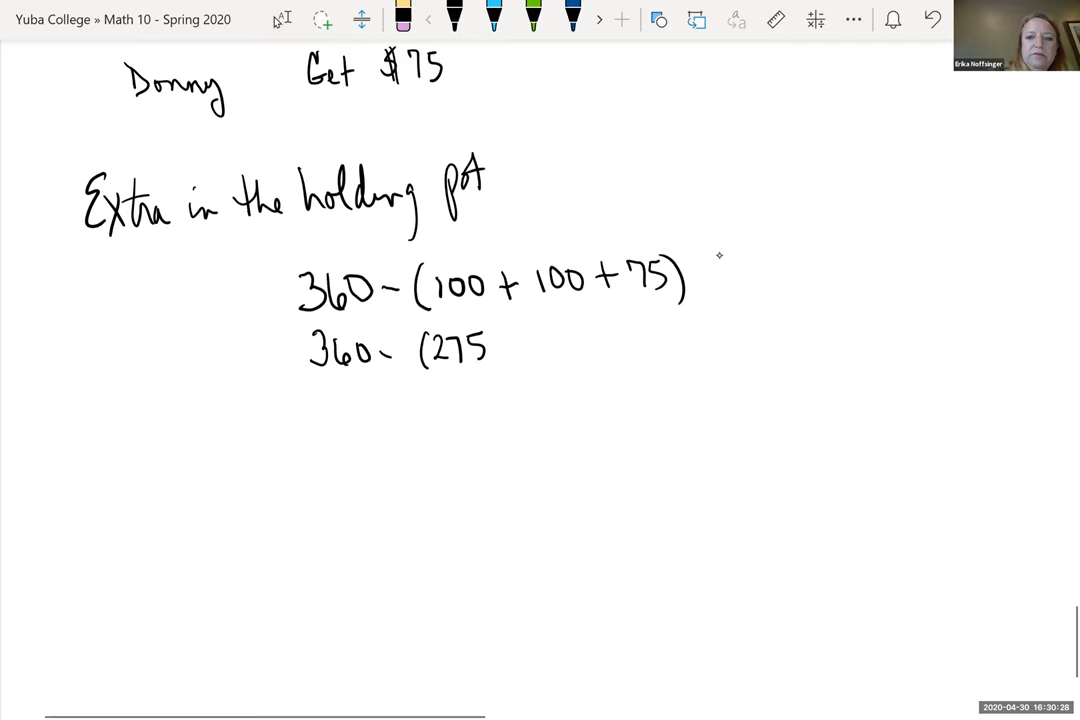 Yuba College » Math 10 - Spring 2020
Erika Noffsinger
Donny Get $75
Extra in the holding pot
360 - (100 + 100 + 75)
360 - (275
2020-04-30 16:30:28